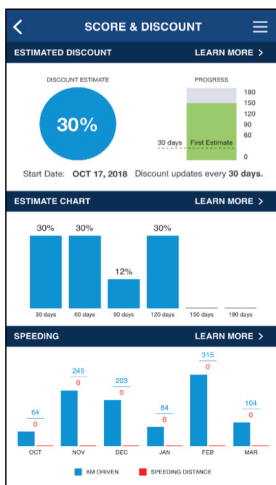 SCORE & DISCOUNT
ESTIMATED DISCOUNT LEARN MORE >
DISCOUNT ESTIMATE PROGRESS
30%
180
150
120
90
60
0
30 days First Estimate
Start Date: OCT 17, 2018 Discount updates every 30 days.
ESTIMATE CHART LEARN MORE >
30% 30% 12% 30%
30 days 60 days 90 days 120 days 150 days 180 days
SPEEDING LEARN MORE >
64 245 203 84 315 104
0 0 0 0 0 0
OCT NOV DEC JAN FEB MAR
KM DRIVEN SPEEDING DISTANCE